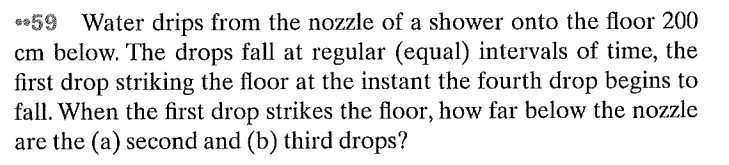 ••59 Water drips from the nozzle of a shower onto the floor 200
cm below. The drops fall at regular (equal) intervals of time, the
first drop striking the floor at the instant the fourth drop begins to
fall. When the first drop strikes the floor, how far below the nozzle
are the (a) second and (b) third drops?